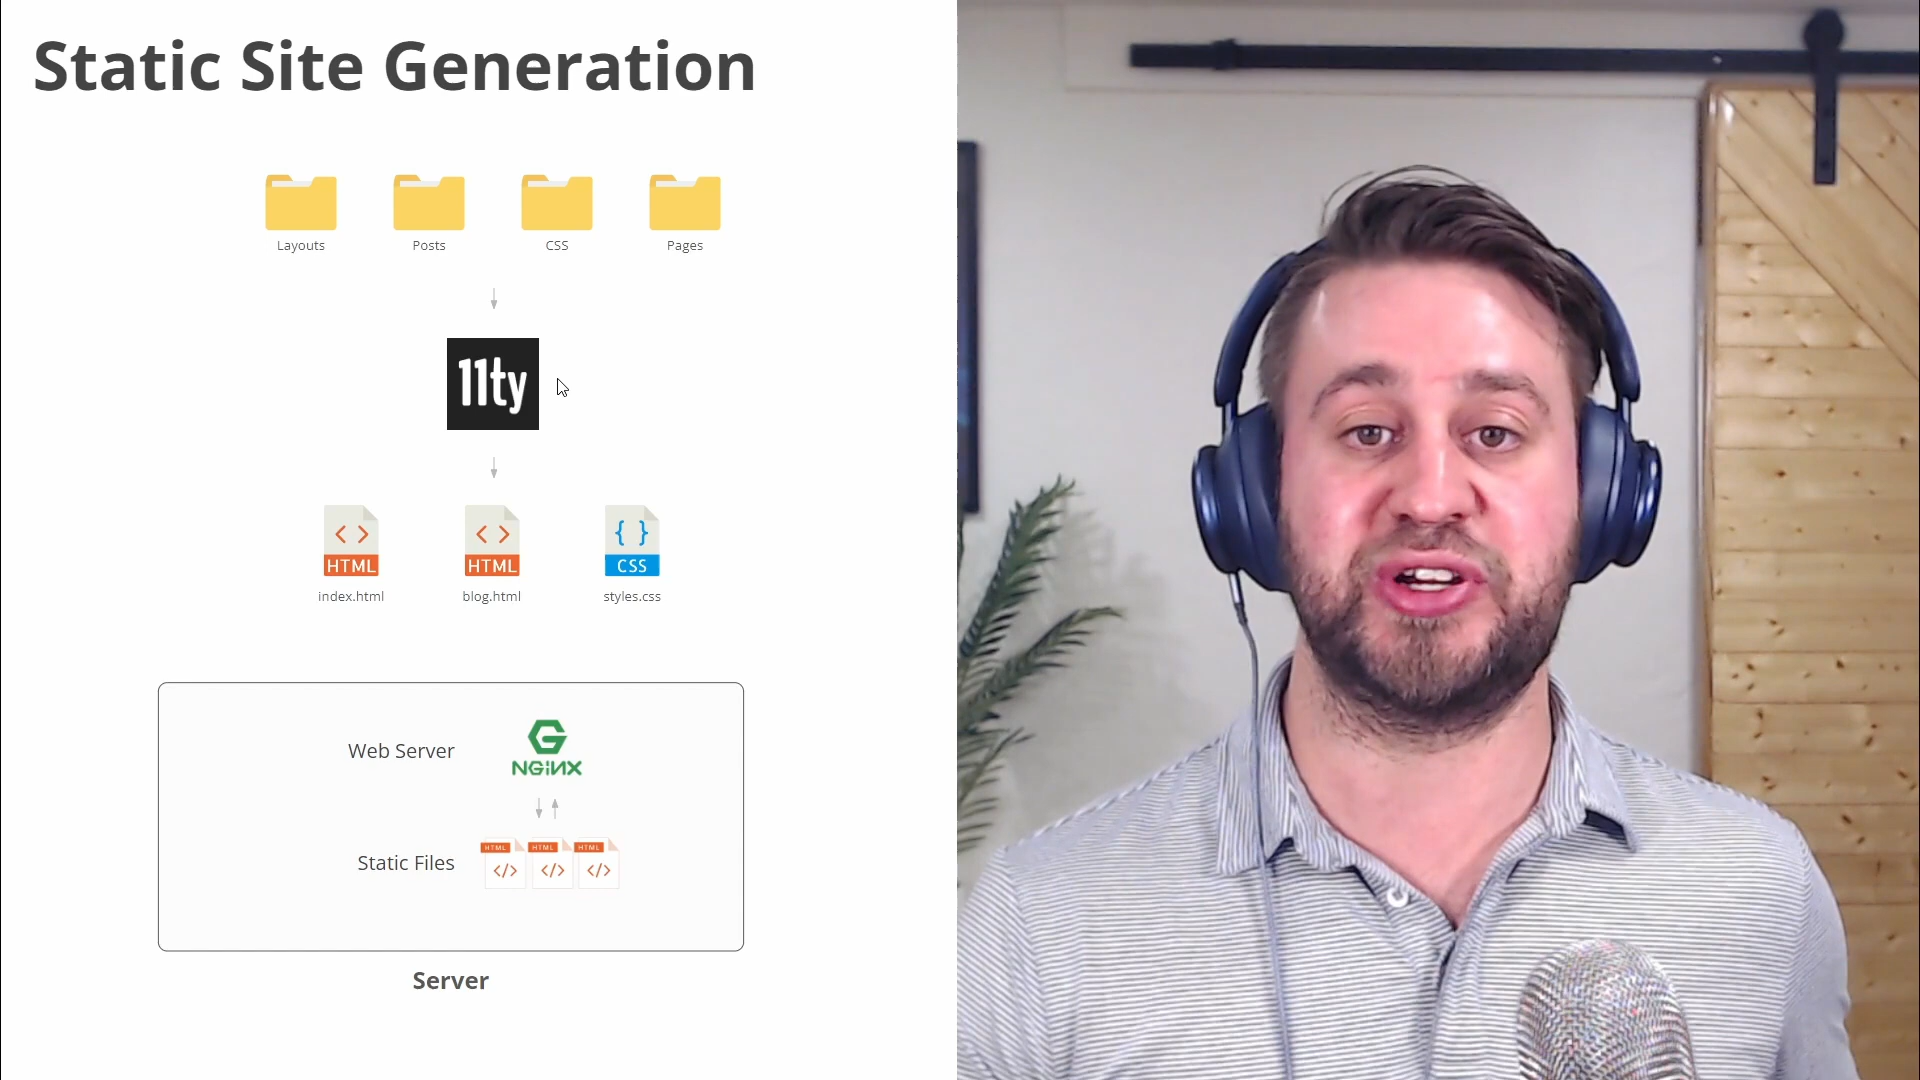 Static Site Generation
Layouts
Posts
CSS
Pages
11ty
HTML
HTML
CSS
index.html
blog.html
styles.css
Web Server
NGINX
Static Files
HTML
HTML
HTML
Server